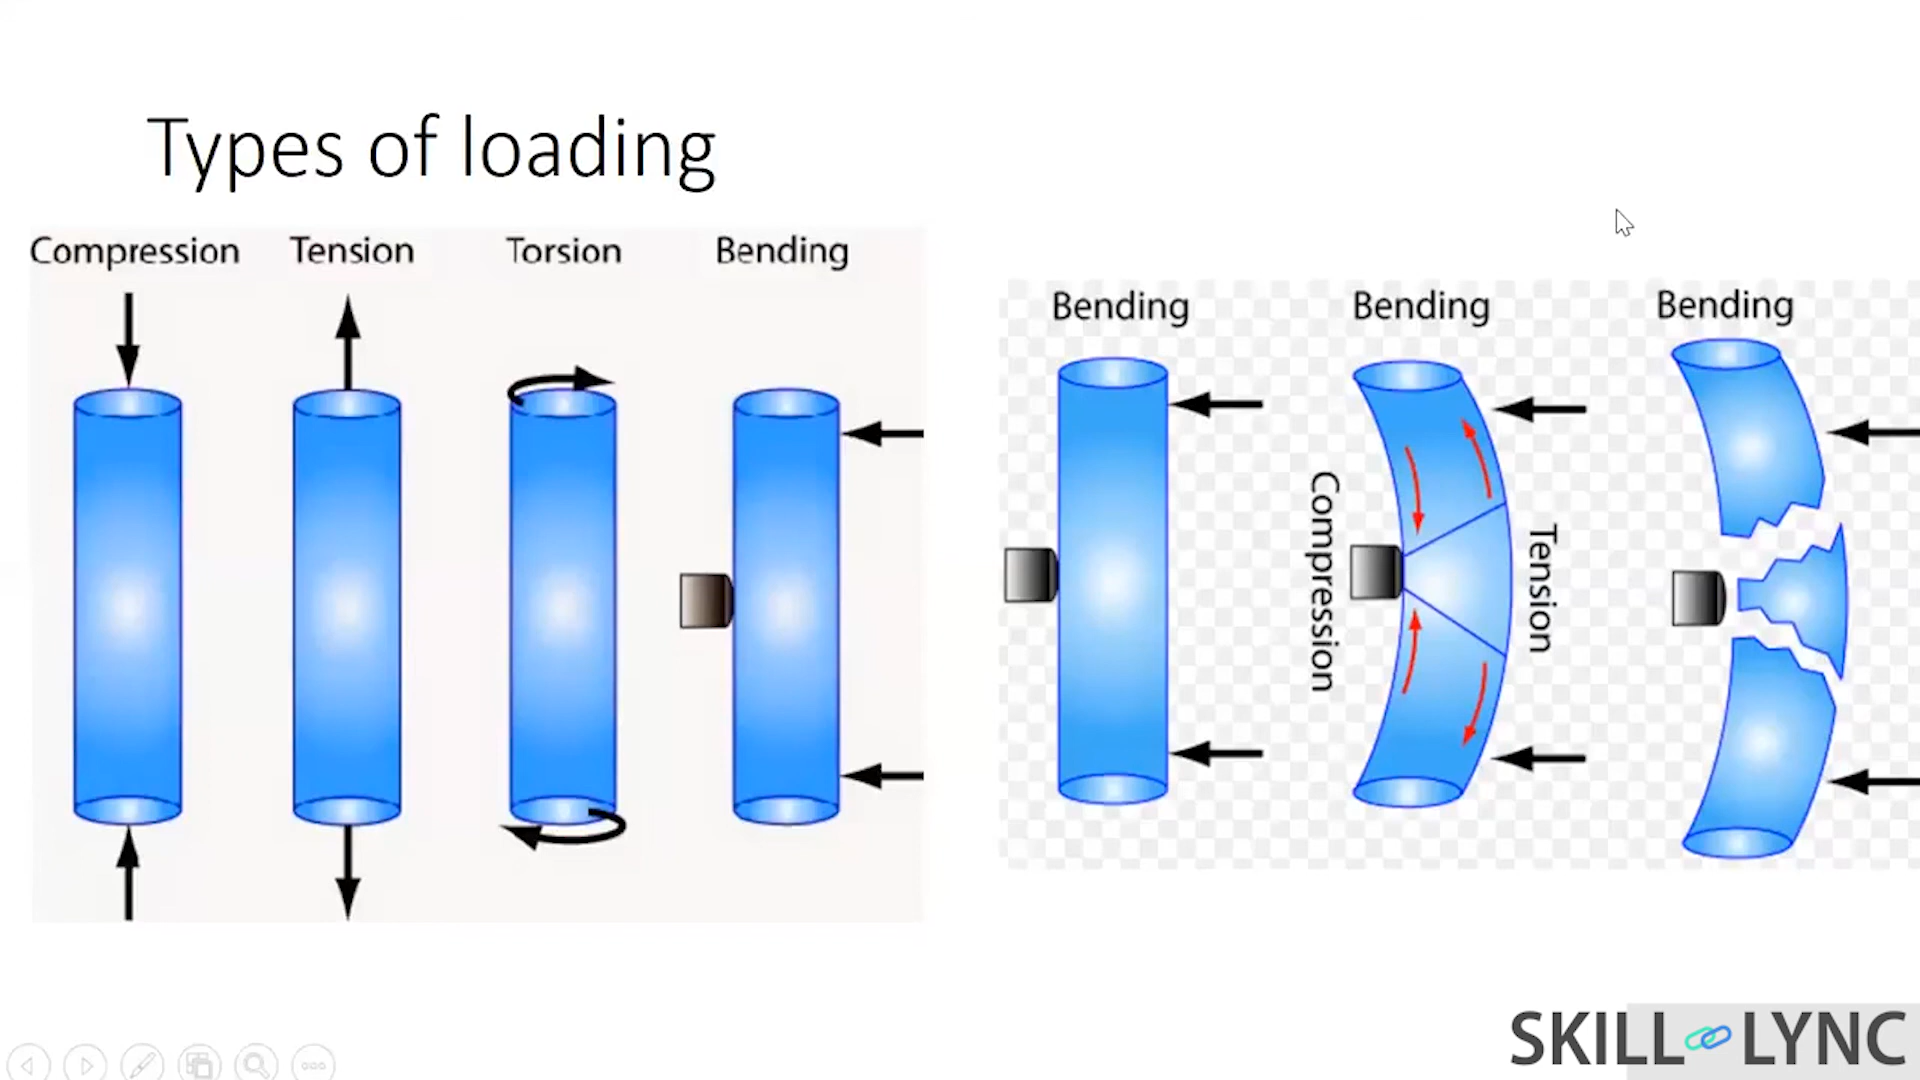 Types of loading
Compression
Tension
Torsion
Bending
Bending
Bending
Bending
Compression
Tension
SKILL LYNC